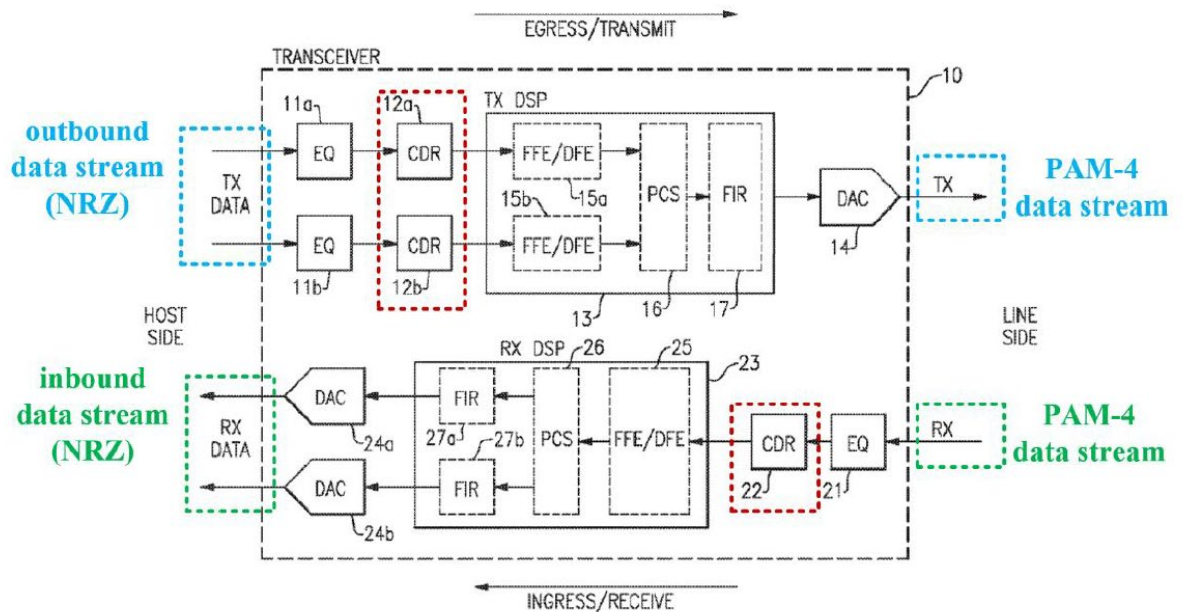 EGRESS/TRANSMIT
TRANSCEIVER
10
outbound
data stream
(NRZ)
TX
DATA
11a
EQ
12a
CDR
TX DSP
FFE/DFE
15a
11b
EQ
12b
CDR
15b
FFE/DFE
PCS
16
FIR
17
13
DAC
14
TX
PAM-4
data stream
HOST
SIDE
LINE
SIDE
inbound
data stream
(NRZ)
RX
DATA
DAC
24a
DAC
24b
RX DSP
26
25
23
FIR
27a
27b
FIR
PCS
FFE/DFE
CDR
22
EQ
21
RX
PAM-4
data stream
INGRESS/RECEIVE